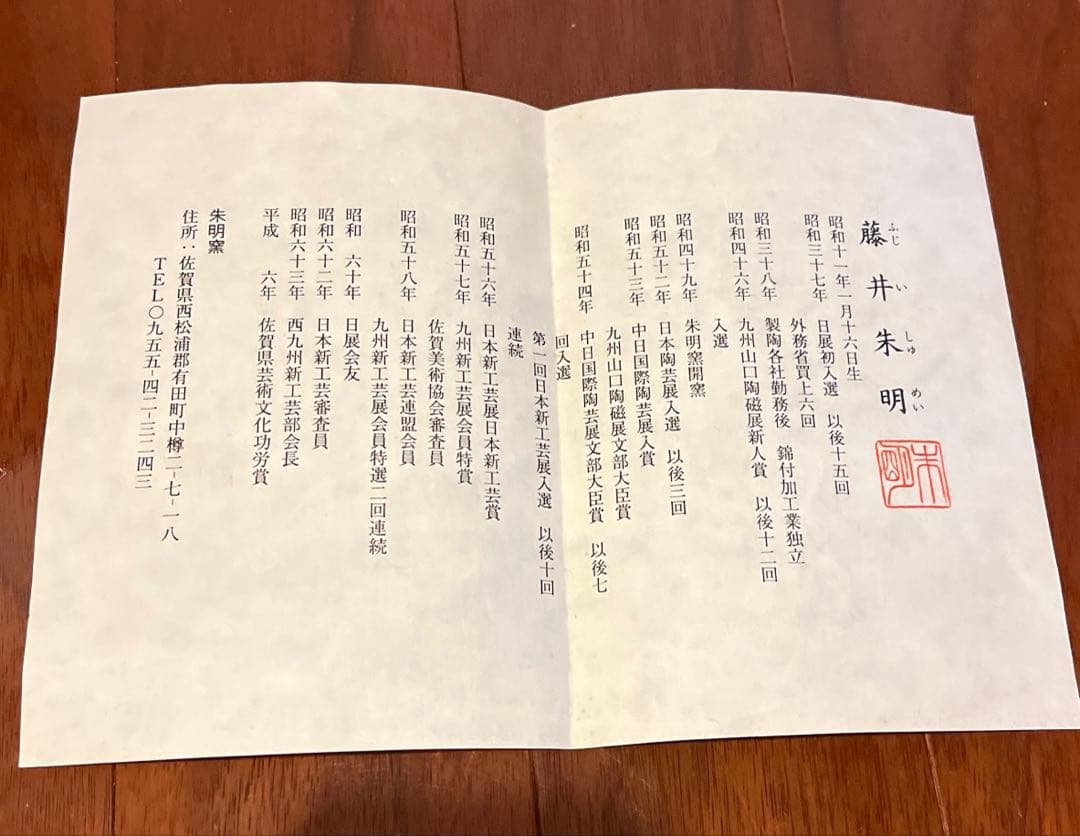 藤井朱明
ふじいしゅめい
朱明
昭和十一年一月十六日生
昭和三十七年 日展初入選 以後十五回
外務省買上六回
昭和三十八年 製陶各社勤務後 錦付加工業独立
昭和四十六年 九州山口陶磁展新人賞 以後十二回
入選
昭和四十九年 朱明窯開窯
昭和五十二年 日本陶芸展入選 以後三回
昭和五十三年 中日国際陶芸展入賞
九州山口陶磁展文部大臣賞
昭和五十四年 中日国際陶芸展文部大臣賞 以後七
回入選
第一回日本新工芸展入選 以後十回
連続
昭和五十六年 日本新工芸展日本新工芸賞
昭和五十七年 九州新工芸展会員特賞
佐賀美術協会審査員
昭和五十八年 日本新工芸連盟会員
九州新工芸展会員特選二回連続
昭和 六十年 日展会友
昭和六十二年 日本新工芸審査員
昭和六十三年 西九州新工芸部会長
平成 六年 佐賀県芸術文化功労賞
朱明窯
住所:佐賀県西松浦郡有田町中樽二-七-一八
TEL〇九五五-四二-三二四三